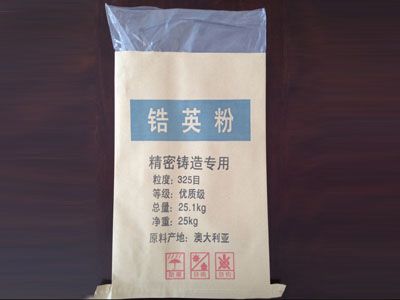 锆英粉
精密铸造专用
粒度：325目
等级：优质级
总量：25.1kg
净重：25kg
原料产地：澳大利亚